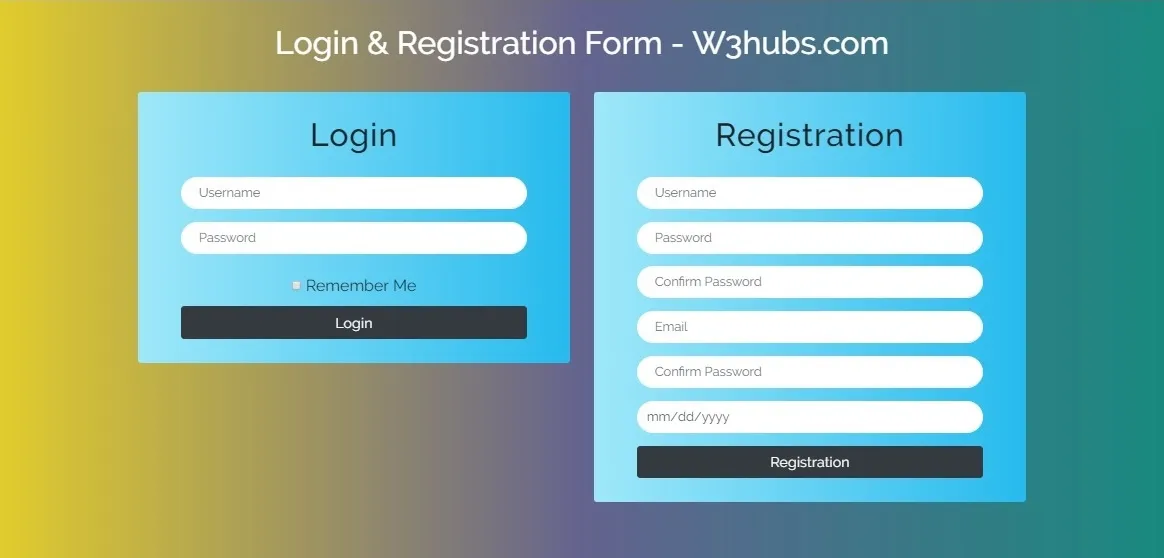 Login & Registration Form - W3hubs.com
Login
Username
Password
Remember Me
Login
Registration
Username
Password
Confirm Password
Email
Confirm Password
mm/dd/yyyy
Registration